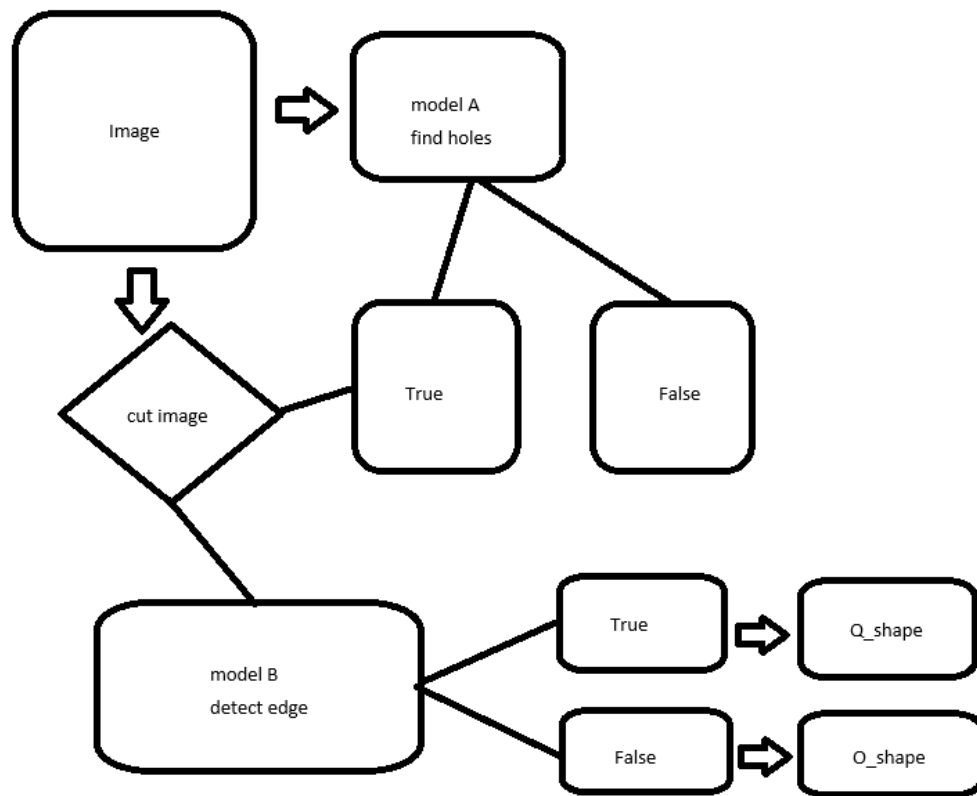 Image
model A
find holes
True
False
cut image
model B
detect edge
True
Q_shape
False
O_shape